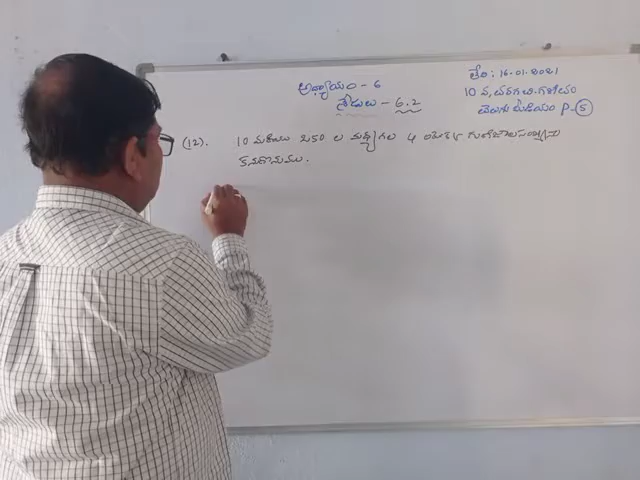 అధ్యాయం - 6
శ్రేఢులు - 6.2
తేది : 16-01-2021
10 వ. తరగతి. గణితం
తెలుగు మీడియం P-5
(12). 10 మరియు 250 ల మధ్యగల 4 యొక్క గుణిజాల సంఖ్యను
కనుగొనుము.